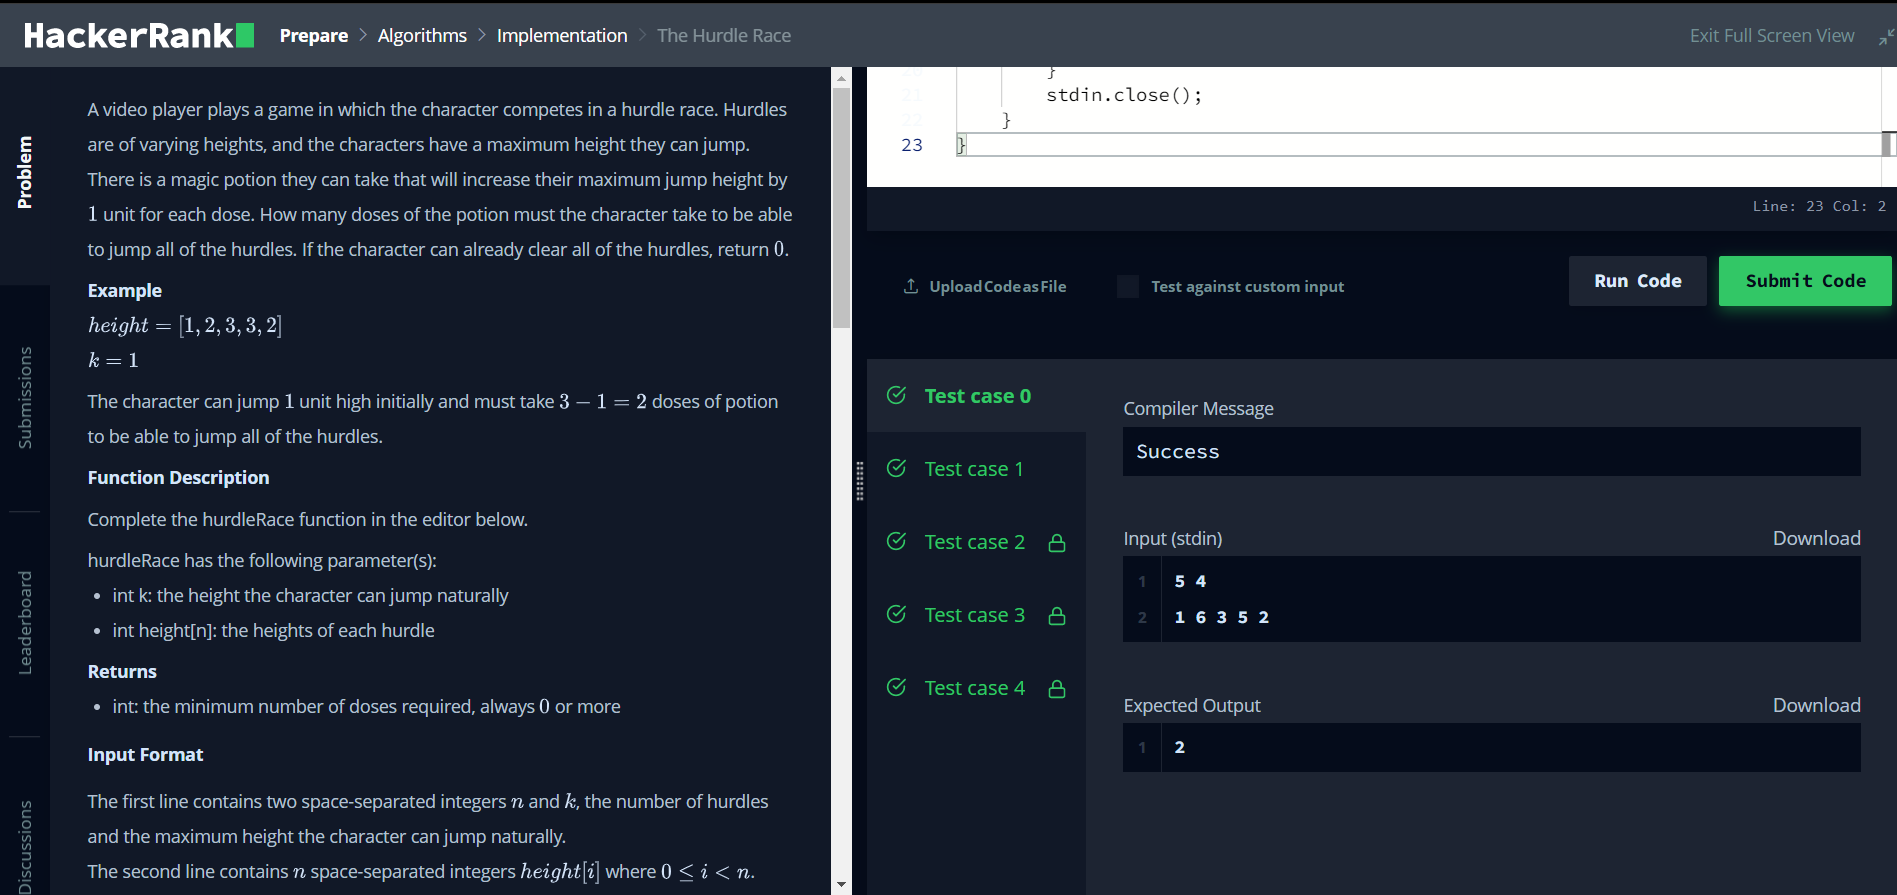 HackerRank
Prepare > Algorithms > Implementation > The Hurdle Race
Exit Full Screen View
Problem
Submissions
Leaderboard
Discussions
A video player plays a game in which the character competes in a hurdle race. Hurdles
are of varying heights, and the characters have a maximum height they can jump.
There is a magic potion they can take that will increase their maximum jump height by
1 unit for each dose. How many doses of the potion must the character take to be able
to jump all of the hurdles. If the character can already clear all of the hurdles, return 0.
Example
height = [1, 2, 3, 3, 2]
k = 1
The character can jump 1 unit high initially and must take 3 − 1 = 2 doses of potion
to be able to jump all of the hurdles.
Function Description
Complete the hurdleRace function in the editor below.
hurdleRace has the following parameter(s):
• int k: the height the character can jump naturally
• int height[n]: the heights of each hurdle
Returns
• int: the minimum number of doses required, always 0 or more
Input Format
The first line contains two space-separated integers n and k, the number of hurdles
and the maximum height the character can jump naturally.
The second line contains n space-separated integers height[i] where 0 ≤ i < n.
20 }
21 stdin.close();
22 }
23 }
Line: 23 Col: 2
Upload Code as File
Test against custom input
Run Code
Submit Code
Test case 0
Test case 1
Test case 2
Test case 3
Test case 4
Compiler Message
Success
Input (stdin)
Download
1 5 4
2 1 6 3 5 2
Expected Output
Download
1 2